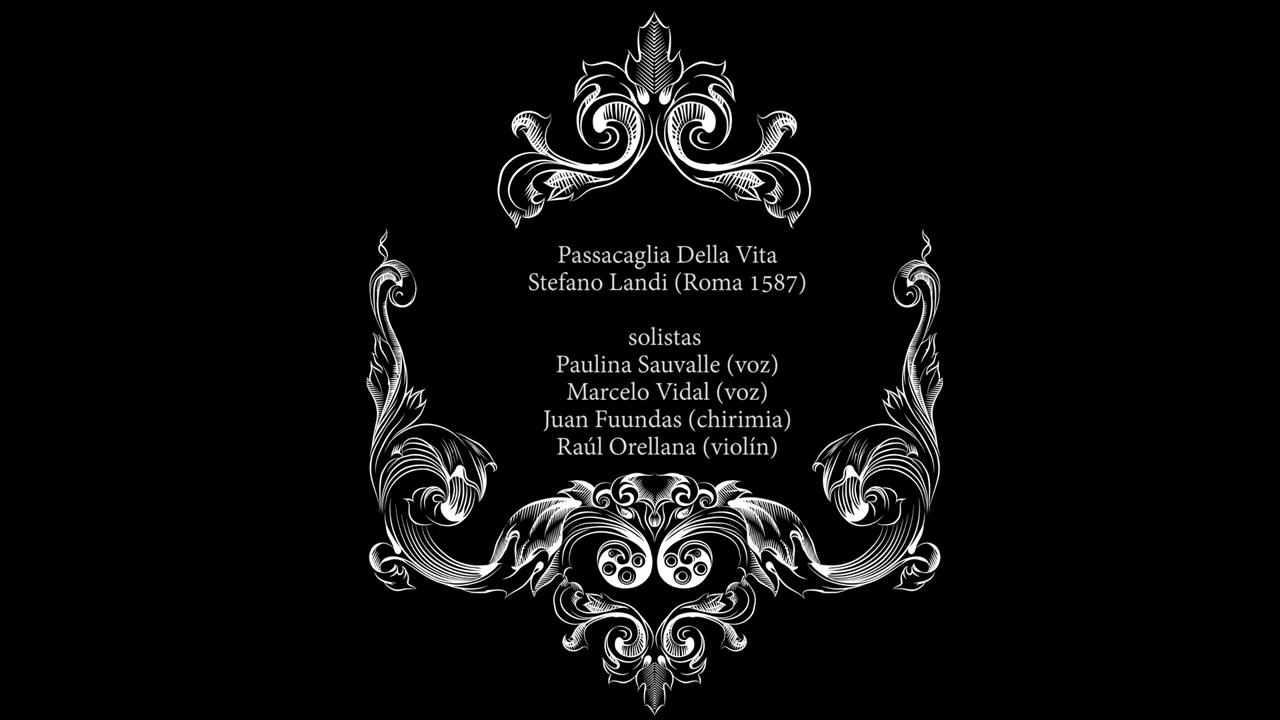 Passacaglia Della Vita
Stefano Landi (Roma 1587)
solistas
Paulina Sauvalle (voz)
Marcelo Vidal (voz)
Juan Fuundas (chirimia)
Raúl Orellana (violín)